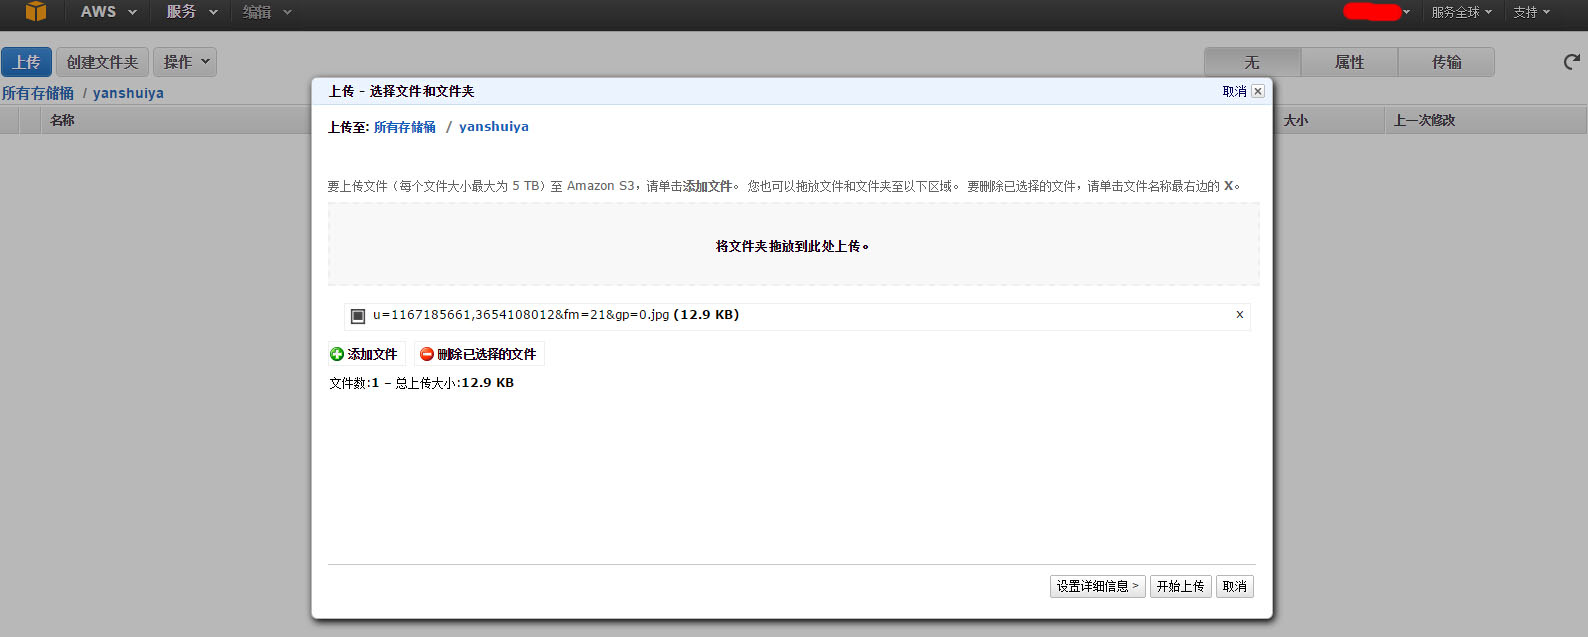 AWS 服务 编辑 服务全球 支持
上传 创建文件夹 操作 无 属性 传输
所有存储桶 / yanshuiya
名称 大小 上一次修改
上传 - 选择文件和文件夹 取消
上传至: 所有存储桶 / yanshuiya
要上传文件（每个文件大小最大为 5 TB）至 Amazon S3，请单击添加文件。 您也可以拖放文件和文件夹至以下区域。 要删除已选择的文件，请单击文件名称最右边的 X。
将文件夹拖放到此处上传。
u=1167185661,3654108012&fm=21&gp=0.jpg (12.9 KB) x
添加文件 删除已选择的文件
文件数:1 – 总上传大小:12.9 KB
设置详细信息 > 开始上传 取消